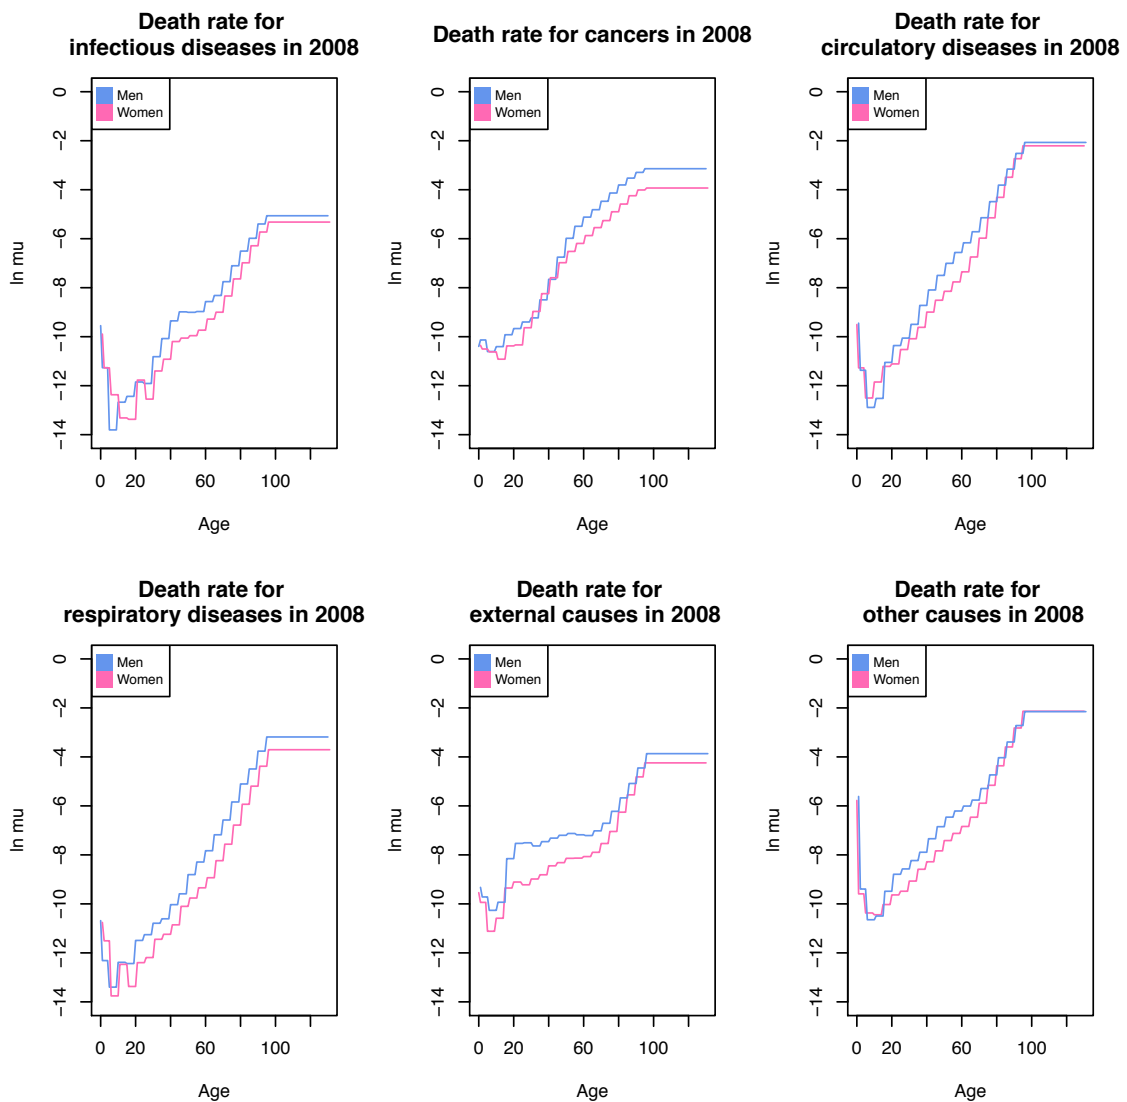 Death rate for
infectious diseases in 2008
Men
Women
0
−2
−4
−6
−8
−10
−12
−14
ln mu
0 20 60 100
Age
Death rate for cancers in 2008
Men
Women
0
−2
−4
−6
−8
−10
−12
−14
ln mu
0 20 60 100
Age
Death rate for
circulatory diseases in 2008
Men
Women
0
−2
−4
−6
−8
−10
−12
−14
ln mu
0 20 60 100
Age
Death rate for
respiratory diseases in 2008
Men
Women
0
−2
−4
−6
−8
−10
−12
−14
ln mu
0 20 60 100
Age
Death rate for
external causes in 2008
Men
Women
0
−2
−4
−6
−8
−10
−12
−14
ln mu
0 20 60 100
Age
Death rate for
other causes in 2008
Men
Women
0
−2
−4
−6
−8
−10
−12
−14
ln mu
0 20 60 100
Age